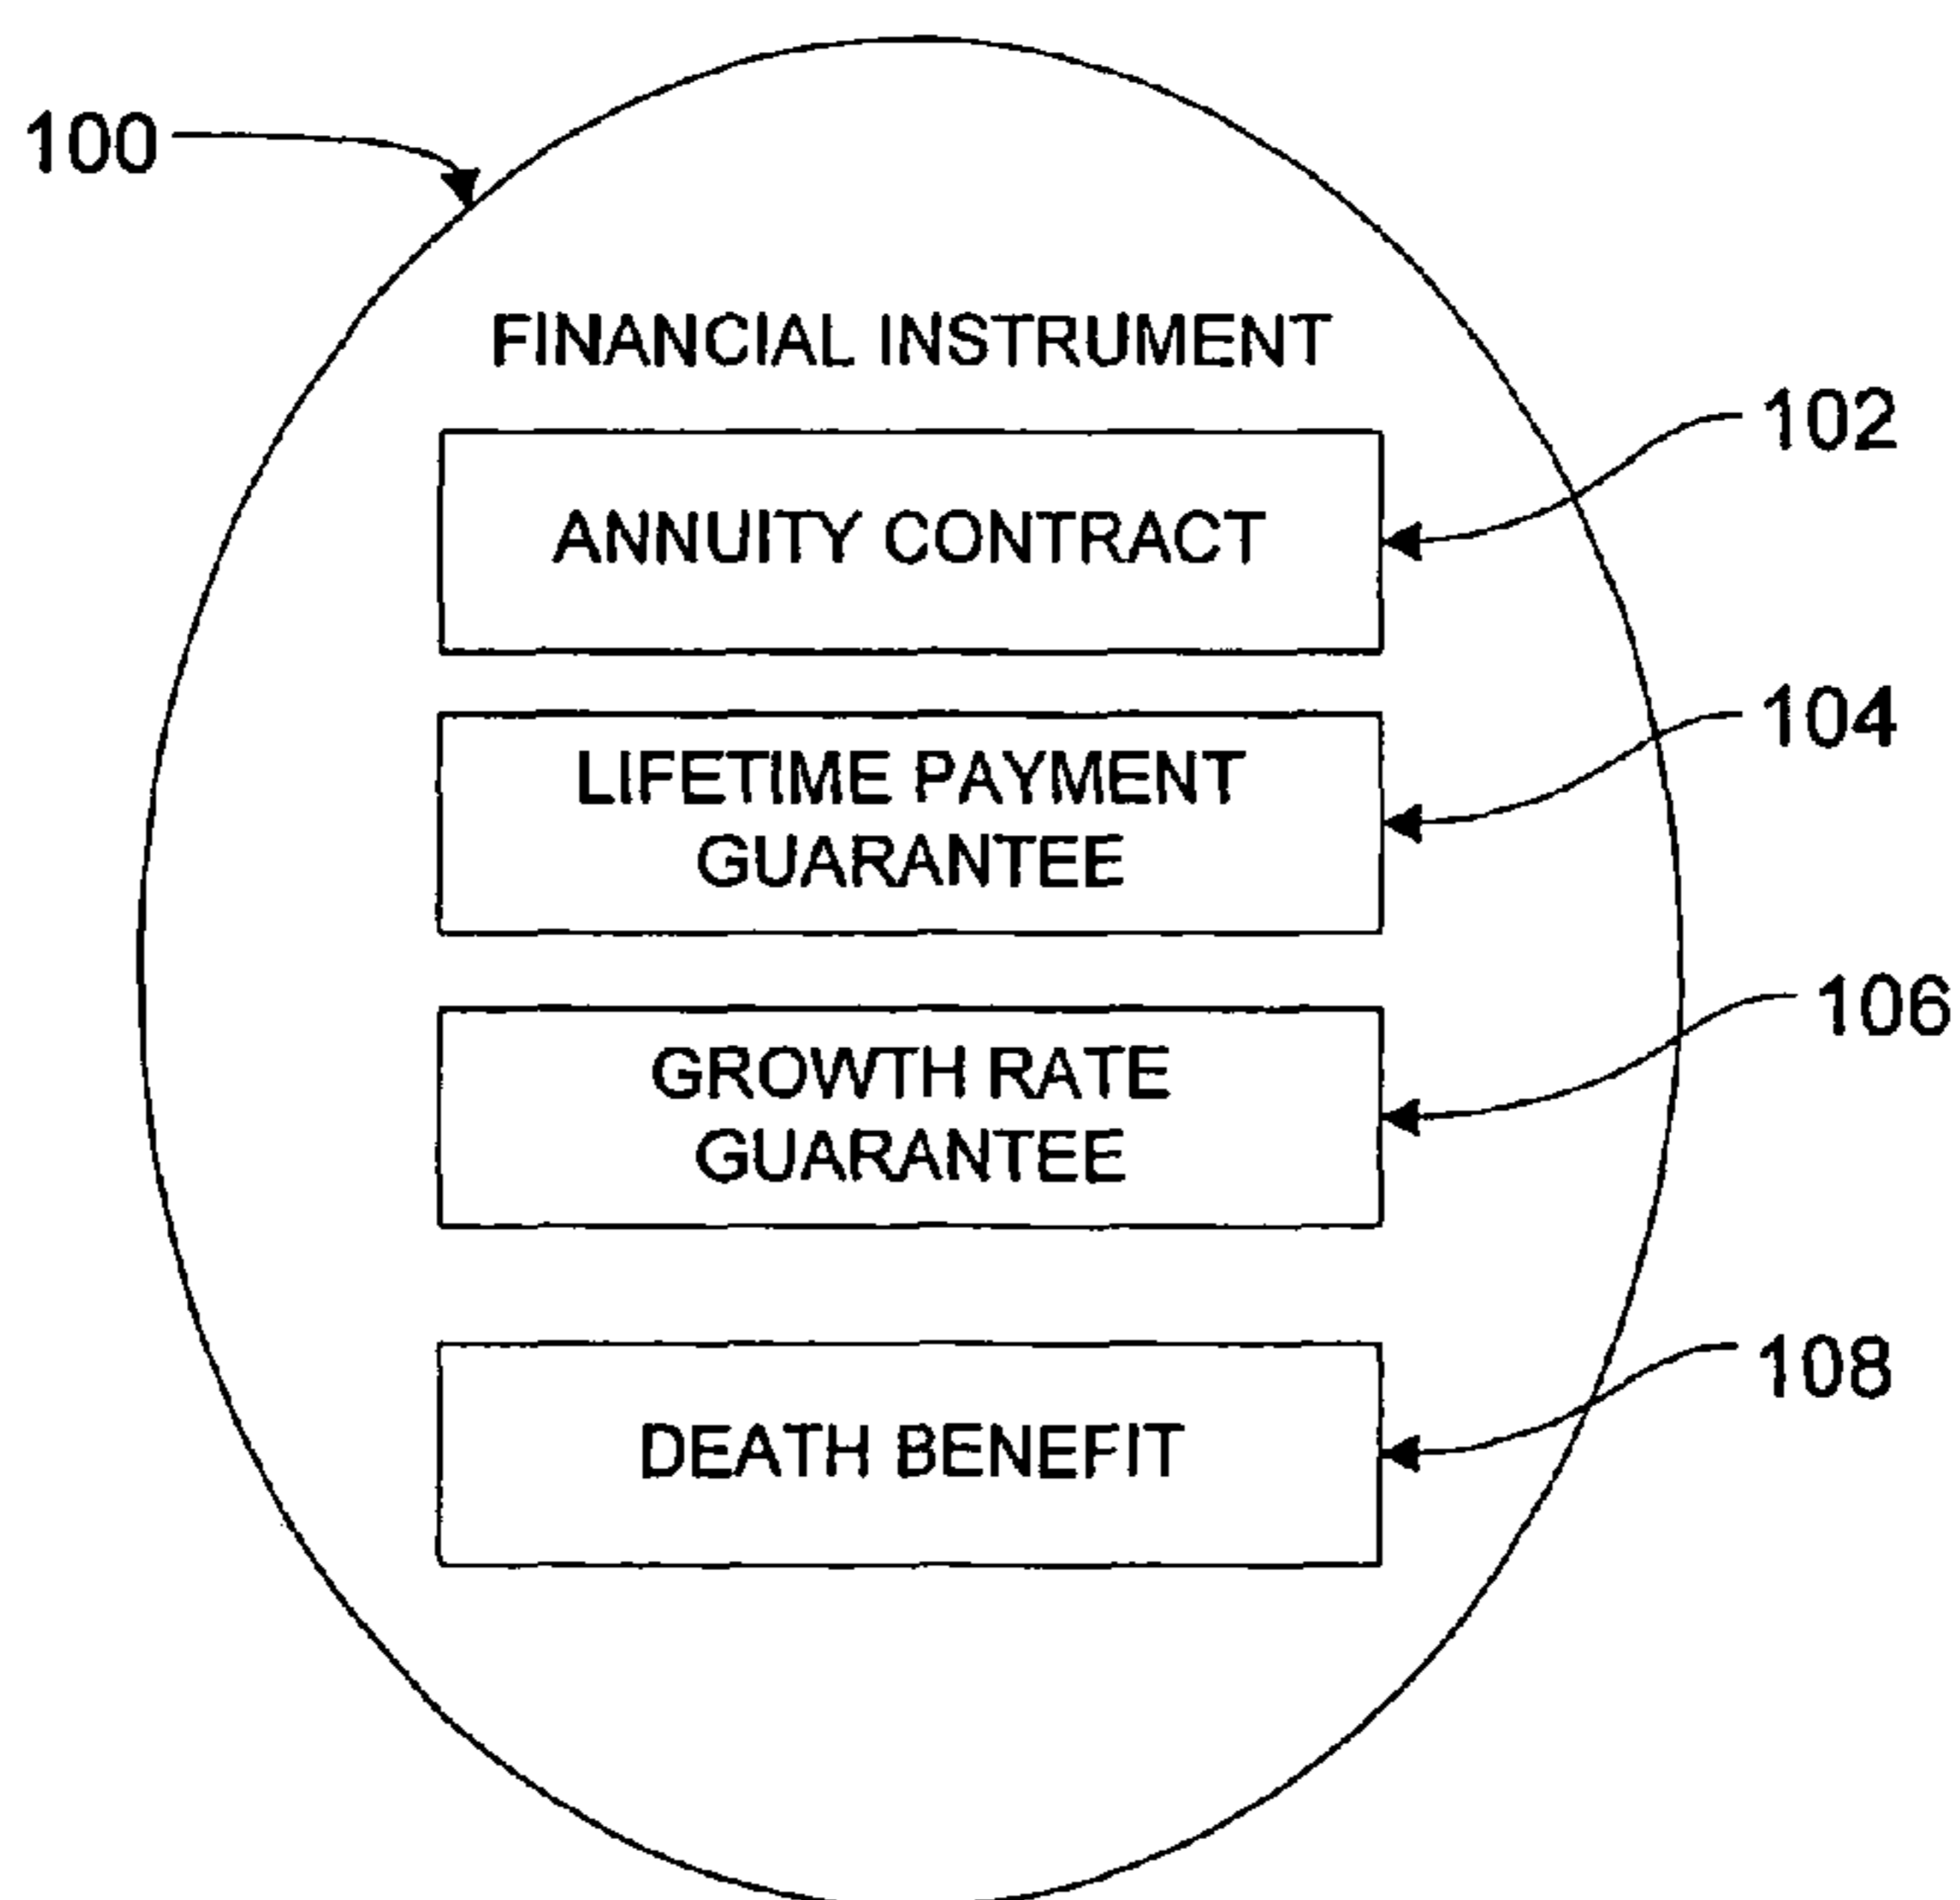 100
FINANCIAL INSTRUMENT
102
ANNUITY CONTRACT
104
LIFETIME PAYMENT
GUARANTEE
106
GROWTH RATE
GUARANTEE
108
DEATH BENEFIT